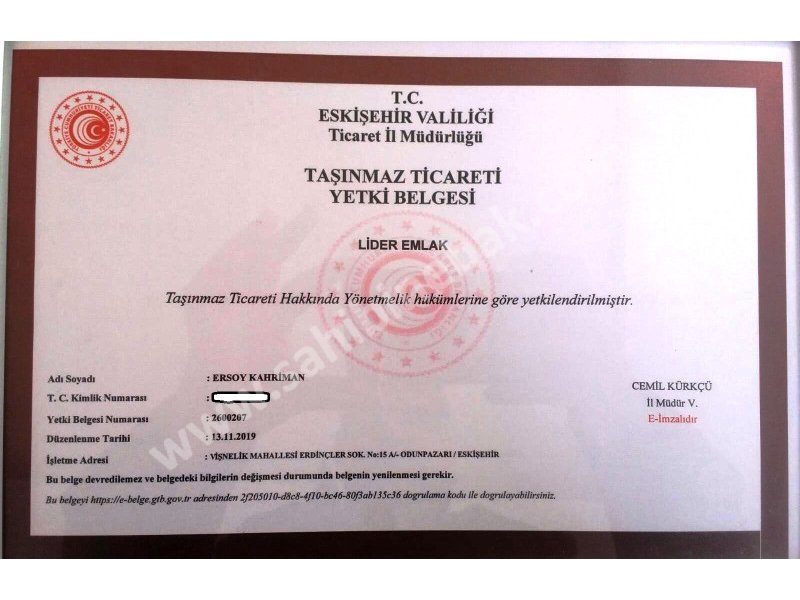 T.C.
ESKİŞEHİR VALİLİĞİ
Ticaret İl Müdürlüğü
TAŞINMAZ TİCARETİ
YETKİ BELGESİ
LİDER EMLAK
Taşınmaz Ticareti Hakkında Yönetmelik hükümlerine göre yetkilendirilmiştir.
Adı Soyadı : ERSOY KAHRİMAN
T. C. Kimlik Numarası :
Yetki Belgesi Numarası : 2600207
Düzenlenme Tarihi : 13.11.2019
İşletme Adresi : VİŞNELİK MAHALLESİ ERDİNÇLER SOK. No:15 A/- ODUNPAZARI / ESKİŞEHİR
CEMİL KÜRKÇÜ
İl Müdür V.
E-İmzalıdır
Bu belge devredilemez ve belgedeki bilgilerin değişmesi durumunda belgenin yenilenmesi gerekir.
Bu belgeyi https://e-belge.gtb.gov.tr adresinden 2f205010-d8c8-4f10-bc46-80f3ab135c36 dogrulama kodu ile dogrulayabilirsiniz.